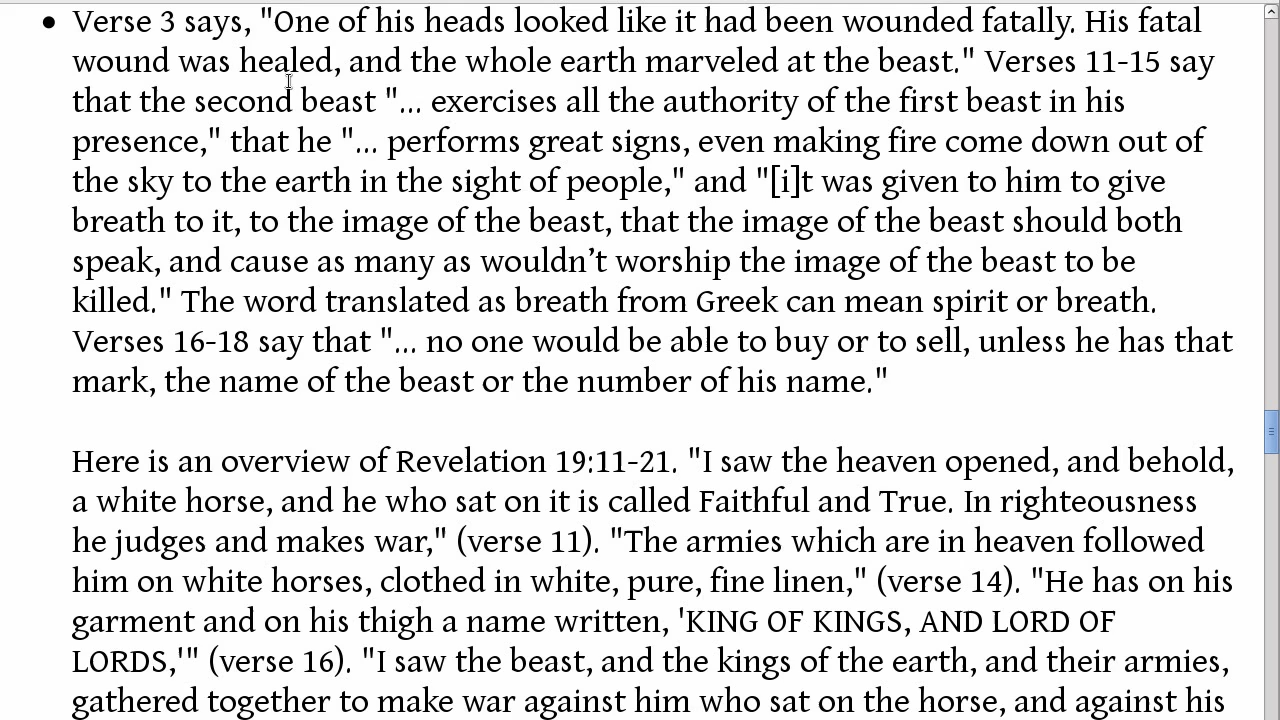 • Verse 3 says, "One of his heads looked like it had been wounded fatally. His fatal
wound was healed, and the whole earth marveled at the beast." Verses 11-15 say
that the second beast "... exercises all the authority of the first beast in his
presence," that he "... performs great signs, even making fire come down out of
the sky to the earth in the sight of people," and "[i]t was given to him to give
breath to it, to the image of the beast, that the image of the beast should both
speak, and cause as many as wouldn’t worship the image of the beast to be
killed." The word translated as breath from Greek can mean spirit or breath.
Verses 16-18 say that "... no one would be able to buy or to sell, unless he has that
mark, the name of the beast or the number of his name."
Here is an overview of Revelation 19:11-21. "I saw the heaven opened, and behold,
a white horse, and he who sat on it is called Faithful and True. In righteousness
he judges and makes war," (verse 11). "The armies which are in heaven followed
him on white horses, clothed in white, pure, fine linen," (verse 14). "He has on his
garment and on his thigh a name written, 'KING OF KINGS, AND LORD OF
LORDS,'" (verse 16). "I saw the beast, and the kings of the earth, and their armies,
gathered together to make war against him who sat on the horse, and against his